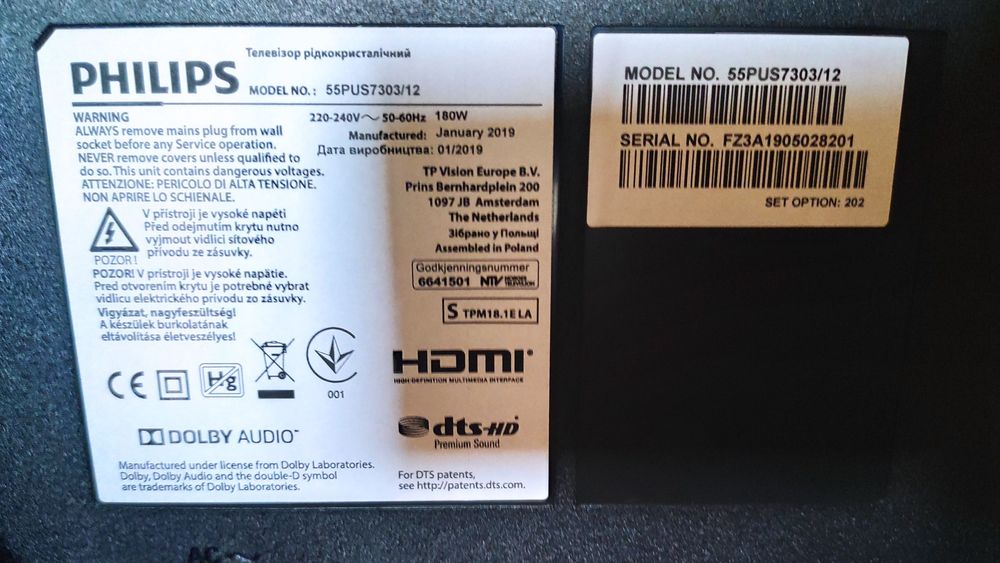 Телевізор рідкокристалічний
PHILIPS MODEL NO.: 55PUS7303/12
WARNING
ALWAYS remove mains plug from wall
socket before any Service operation.
NEVER remove covers unless qualified to
do so. This unit contains dangerous voltages.
ATTENZIONE: PERICOLO DI ALTA TENSIONE.
NON APRIRE LO SCHIENALE.
V přístroji je vysoké napětí
Před odejmutím krytu nutno
vyjmout vidlici síťového
přívodu ze zásuvky.
POZOR!
POZOR! V prístroji je vysoké napätie.
Pred otvorením krytu je potrebné vybrat
vidlicu elektrického prívodu zo zásuvky.
Vigyázat, nagyfeszültség!
A készülek burkolatának
eltávolítása életveszélyes!
220-240V~ 50-60Hz 180W
Manufactured: January 2019
Дата виробництва: 01/2019
TP Vision Europe B.V.
Prins Bernhardplein 200
1097 JB Amsterdam
The Netherlands
Зібрано у Польщі
Assembled in Poland
Godkjenningsnummer
6641501 NTV NORSK TELEVISION
S TPM18.1E LA
CE Hg 001
HDMI
HIGH-DEFINITION MULTIMEDIA INTERFACE
DOLBY AUDIO™
dts-HD
Premium Sound
Manufactured under license from Dolby Laboratories.
Dolby, Dolby Audio and the double-D symbol
are trademarks of Dolby Laboratories.
For DTS patents,
see http://patents.dts.com.
MODEL NO. 55PUS7303/12
SERIAL NO. FZ3A1905028201
SET OPTION: 202
AC